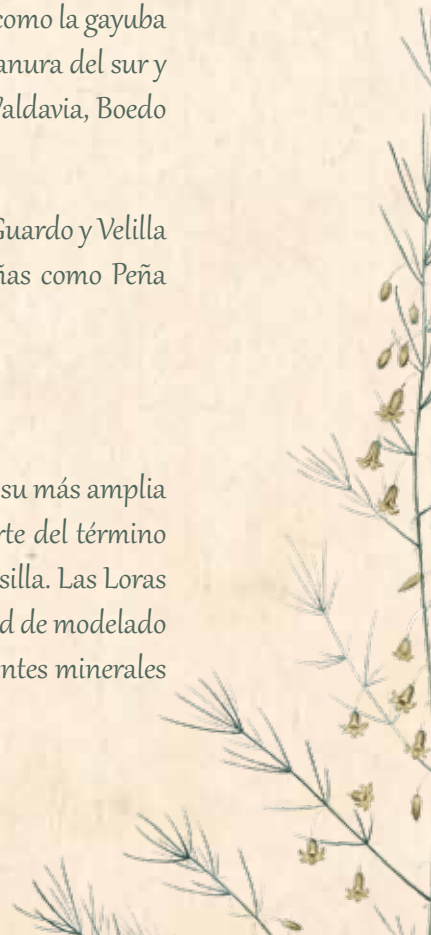 como la gayuba
anura del sur y
Valdavia, Boedo
Guardo y Velilla
ñas como Peña
su más amplia
rte del término
silla. Las Loras
d de modelado
ntes minerales